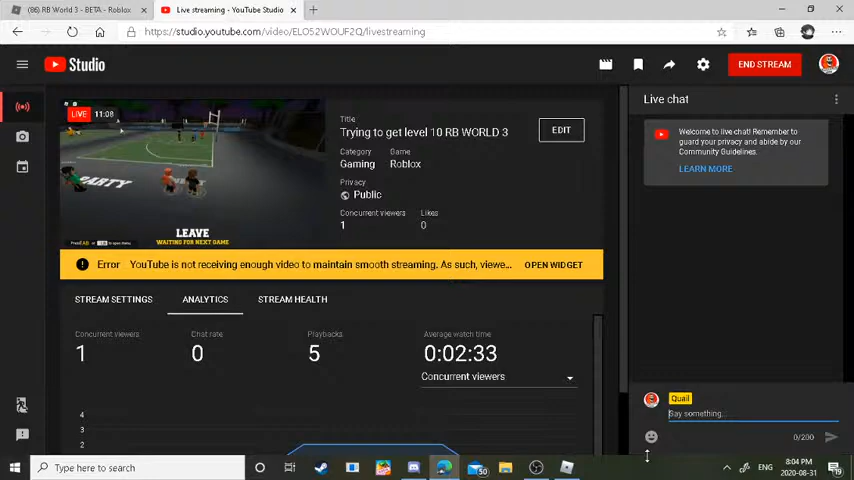 (86) RB World 3 - BETA - Roblox
Live streaming - YouTube Studio
https://studio.youtube.com/video/ELO52WOUF2Q/livestreaming
Studio
END STREAM
LIVE 11:08
PARTY
LEAVE
WAITING FOR NEXT GAME
Title
Trying to get level 10 RB WORLD 3
EDIT
Category
Game
Gaming
Roblox
Privacy
Public
Concurrent viewers
Likes
1
0
Live chat
Welcome to live chat! Remember to
guard your privacy and abide by our
Community Guidelines.
LEARN MORE
Error YouTube is not receiving enough video to maintain smooth streaming. As such, viewe... OPEN WIDGET
STREAM SETTINGS
ANALYTICS
STREAM HEALTH
Concurrent viewers
Chat rate
Playbacks
Average watch time
1
0
5
0:02:33
Concurrent viewers
4
3
2
Quail
Say something...
0/200
Type here to search
50
ENG
8:04 PM
2020-08-31
19